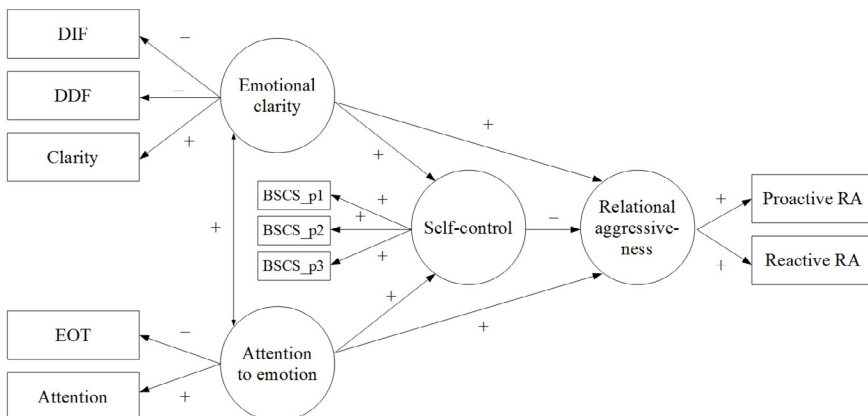 DIF
DDF
Clarity
−
−
+
Emotional
clarity
+
+
+
BSCS_p1
BSCS_p2
BSCS_p3
+
+
+
Self-control
−
Relational
aggressive-
ness
+
+
Proactive RA
Reactive RA
EOT
Attention
−
+
Attention
to emotion
+
+